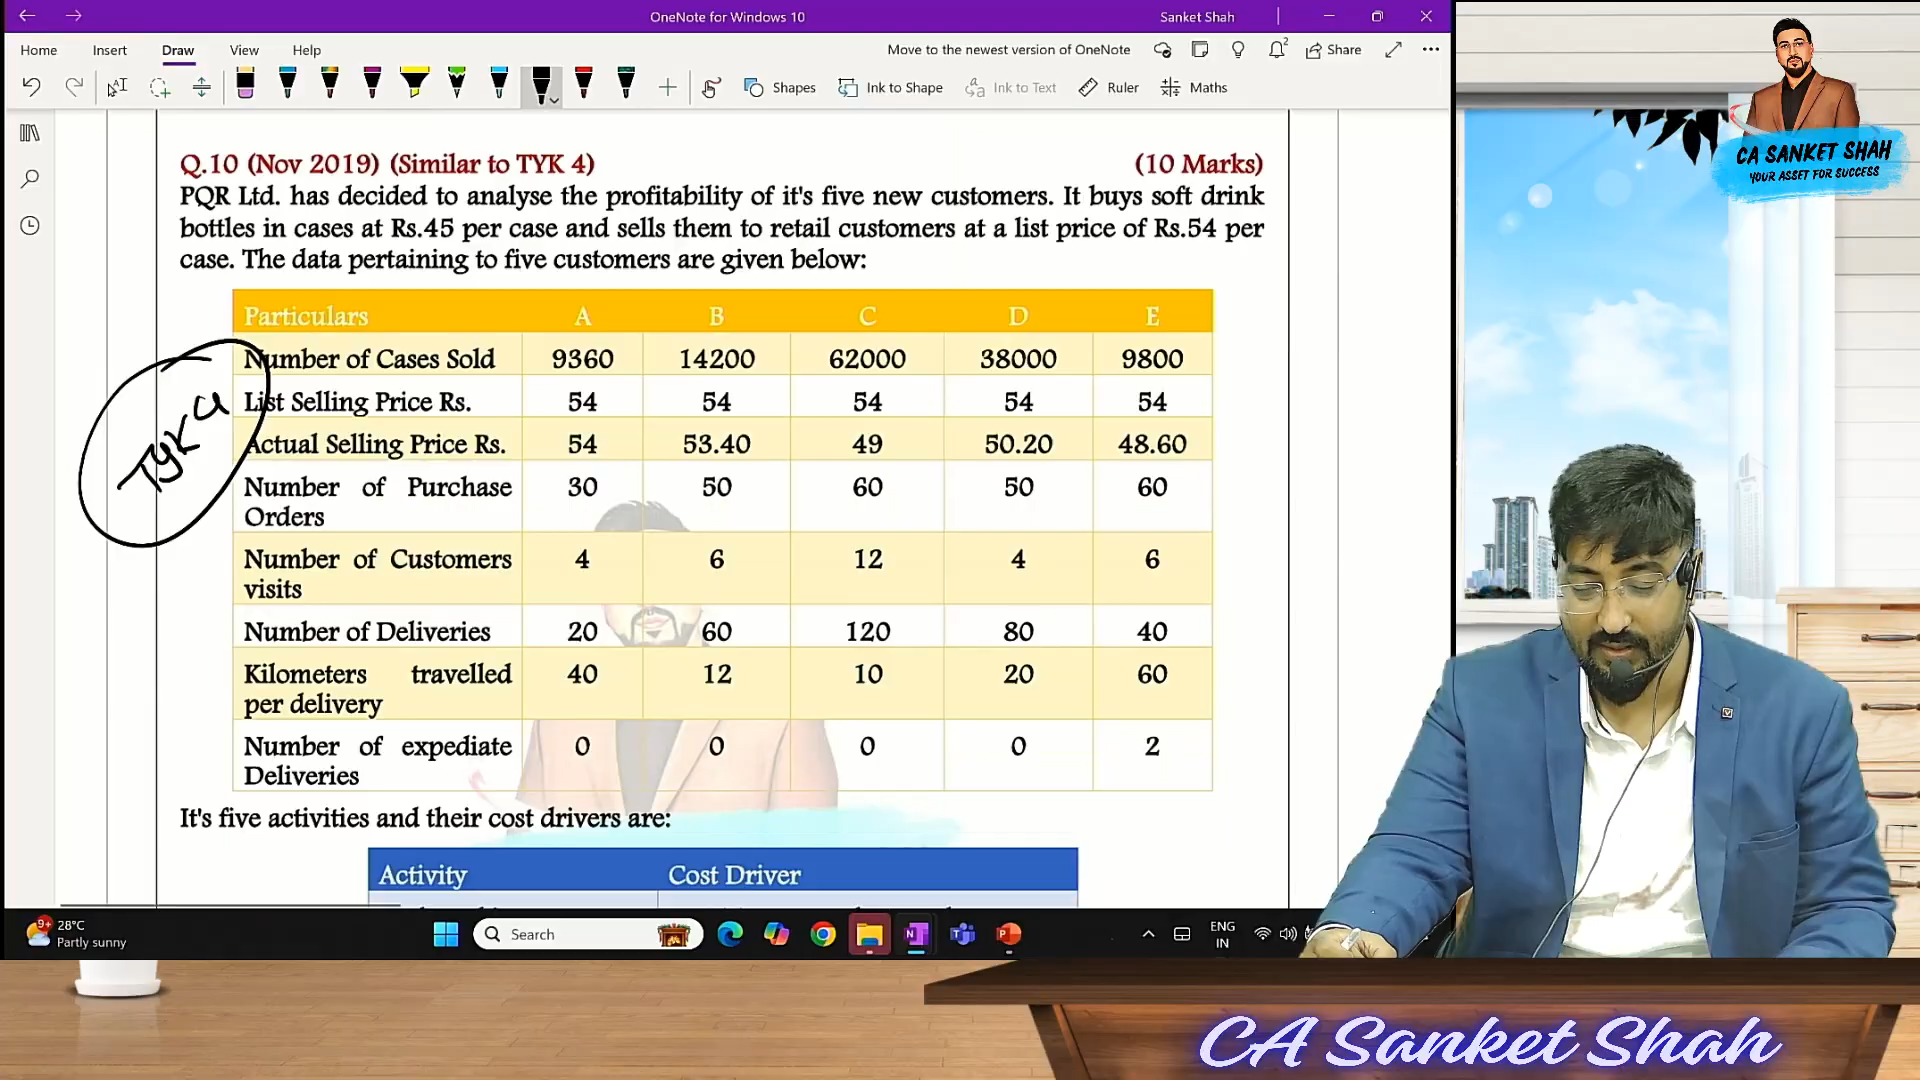 OneNote for Windows 10
Sanket Shah
Home Insert Draw View Help
Move to the newest version of OneNote
2
Share
Shapes
Ink to Shape
Ink to Text
Ruler
Maths
CA SANKET SHAH
YOUR ASSET FOR SUCCESS
Q.10 (Nov 2019) (Similar to TYK 4) (10 Marks)
PQR Ltd. has decided to analyse the profitability of it's five new customers. It buys soft drink
bottles in cases at Rs.45 per case and sells them to retail customers at a list price of Rs.54 per
case. The data pertaining to five customers are given below:
Particulars A B C D E
Number of Cases Sold 9360 14200 62000 38000 9800
List Selling Price Rs. 54 54 54 54 54
Actual Selling Price Rs. 54 53.40 49 50.20 48.60
Number of Purchase
Orders 30 50 60 50 60
Number of Customers
visits 4 6 12 4 6
Number of Deliveries 20 60 120 80 40
Kilometers travelled
per delivery 40 12 10 20 60
Number of expediate
Deliveries 0 0 0 0 2
TYK 4
It's five activities and their cost drivers are:
Activity Cost Driver
9+
28°C
Partly sunny
Search
ENG
IN
CA Sanket Shah